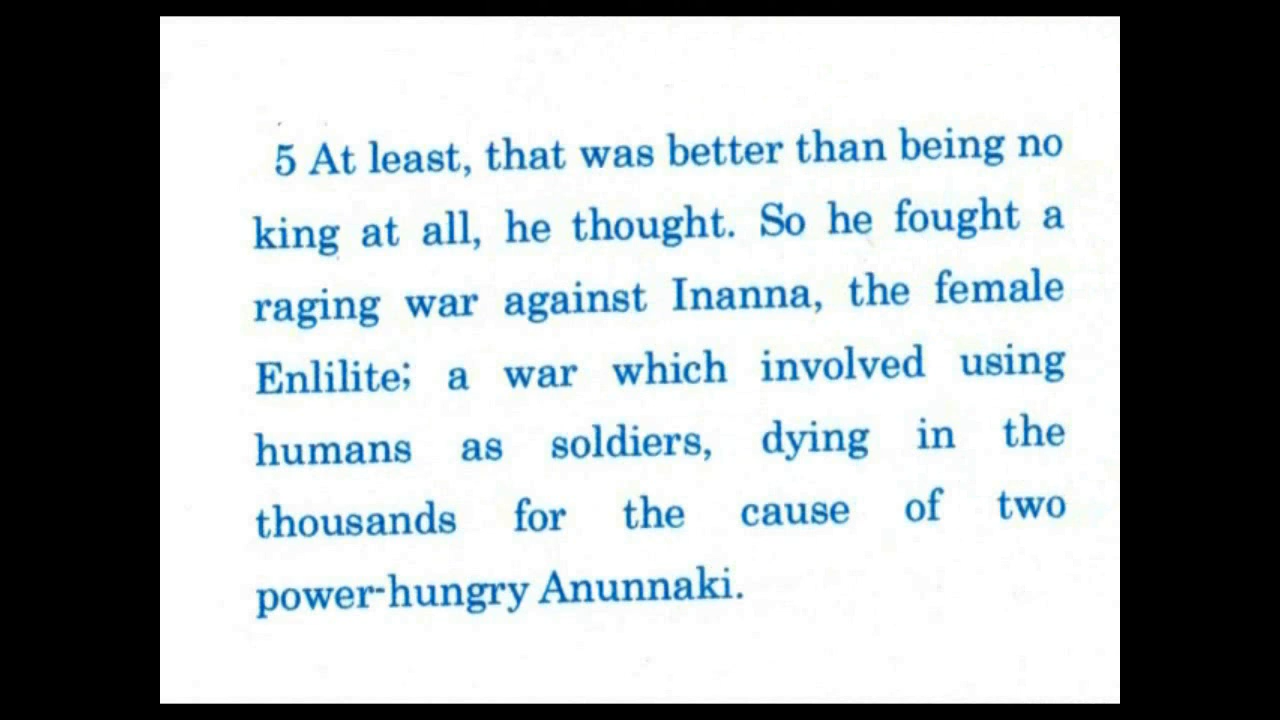 5 At least, that was better than being no
king at all, he thought. So he fought a
raging war against Inanna, the female
Enlilite; a war which involved using
humans as soldiers, dying in the
thousands for the cause of two
power-hungry Anunnaki.